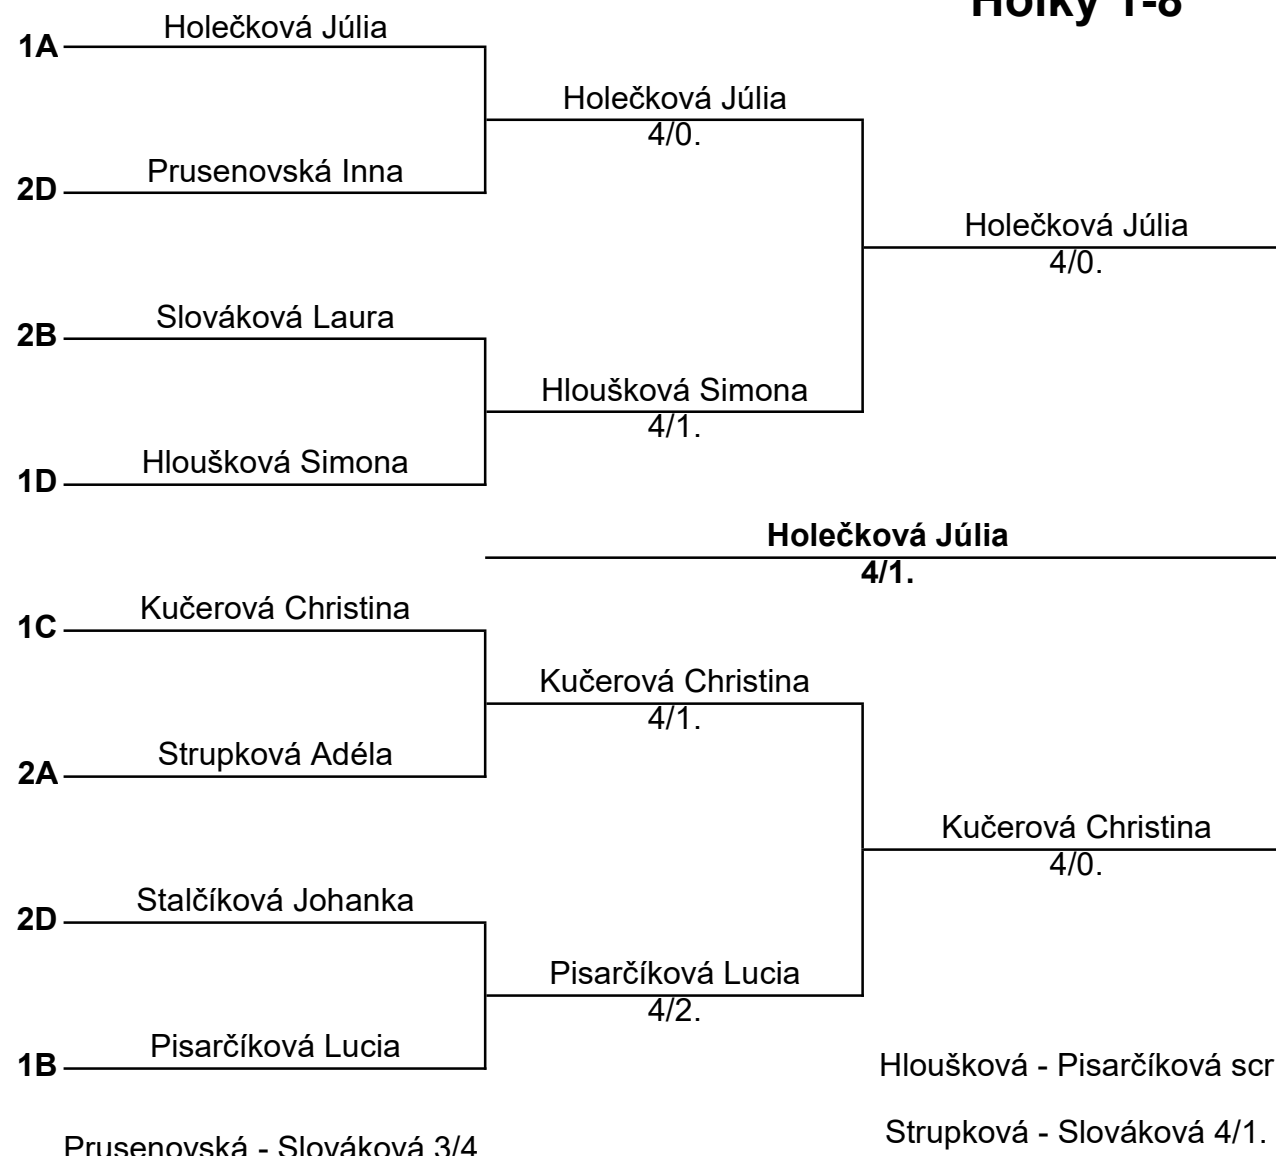 Holky 1-8
1A Holečková Júlia
Holečková Júlia
4/0.
2D Prusenovská Inna
Holečková Júlia
4/0.
2B Slováková Laura
Hloušková Simona
4/1.
1D Hloušková Simona
Holečková Júlia
4/1.
1C Kučerová Christina
Kučerová Christina
4/1.
2A Strupková Adéla
Kučerová Christina
4/0.
2D Stalčíková Johanka
Pisarčíková Lucia
4/2.
1B Pisarčíková Lucia
Hloušková - Pisarčíková scr
Strupková - Slováková 4/1.
Prusenovská - Slováková 3/4